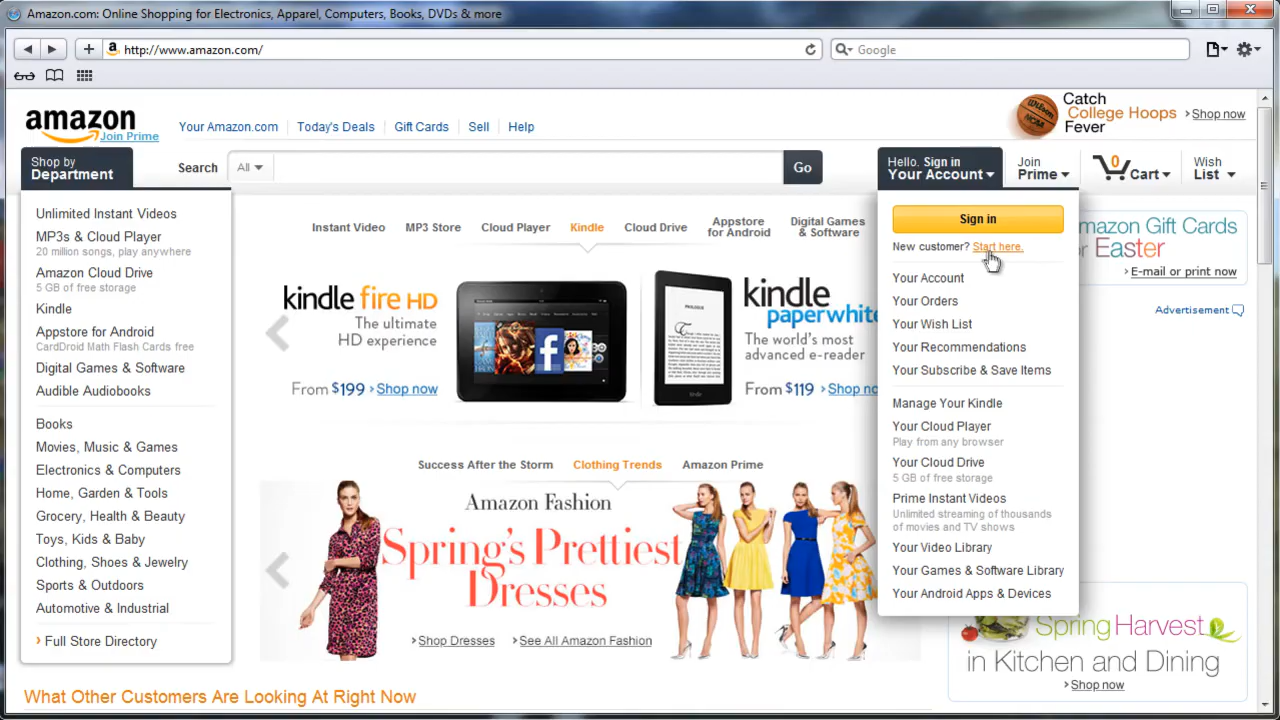 Amazon.com: Online Shopping for Electronics, Apparel, Computers, Books, DVDs & more
http://www.amazon.com/
Google
amazon
Join Prime
Your Amazon.com
Today's Deals
Gift Cards
Sell
Help
Catch
College Hoops
Fever
Shop now
Shop by
Department
Search
All
Go
Hello. Sign in
Your Account
Join
Prime
0
Cart
Wish
List
Unlimited Instant Videos
MP3s & Cloud Player
20 million songs, play anywhere
Amazon Cloud Drive
5 GB of free storage
Kindle
Appstore for Android
CardDroid Math Flash Cards free
Digital Games & Software
Audible Audiobooks
Books
Movies, Music & Games
Electronics & Computers
Home, Garden & Tools
Grocery, Health & Beauty
Toys, Kids & Baby
Clothing, Shoes & Jewelry
Sports & Outdoors
Automotive & Industrial
Full Store Directory
Instant Video
MP3 Store
Cloud Player
Kindle
Cloud Drive
Appstore
for Android
Digital Games
& Software
kindle fire HD
The ultimate
HD experience
From $199
Shop now
kindle
paperwhite
The world's most
advanced e-reader
From $119
Shop no
Success After the Storm
Clothing Trends
Amazon Prime
Amazon Fashion
Spring's Prettiest
Dresses
Shop Dresses
See All Amazon Fashion
Sign in
New customer? Start here.
Your Account
Your Orders
Your Wish List
Your Recommendations
Your Subscribe & Save Items
Manage Your Kindle
Your Cloud Player
Play from any browser
Your Cloud Drive
5 GB of free storage
Prime Instant Videos
Unlimited streaming of thousands
of movies and TV shows
Your Video Library
Your Games & Software Library
Your Android Apps & Devices
mazon Gift Cards
Easter
E-mail or print now
Advertisement
Spring Harvest
in Kitchen and Dining
Shop now
What Other Customers Are Looking At Right Now